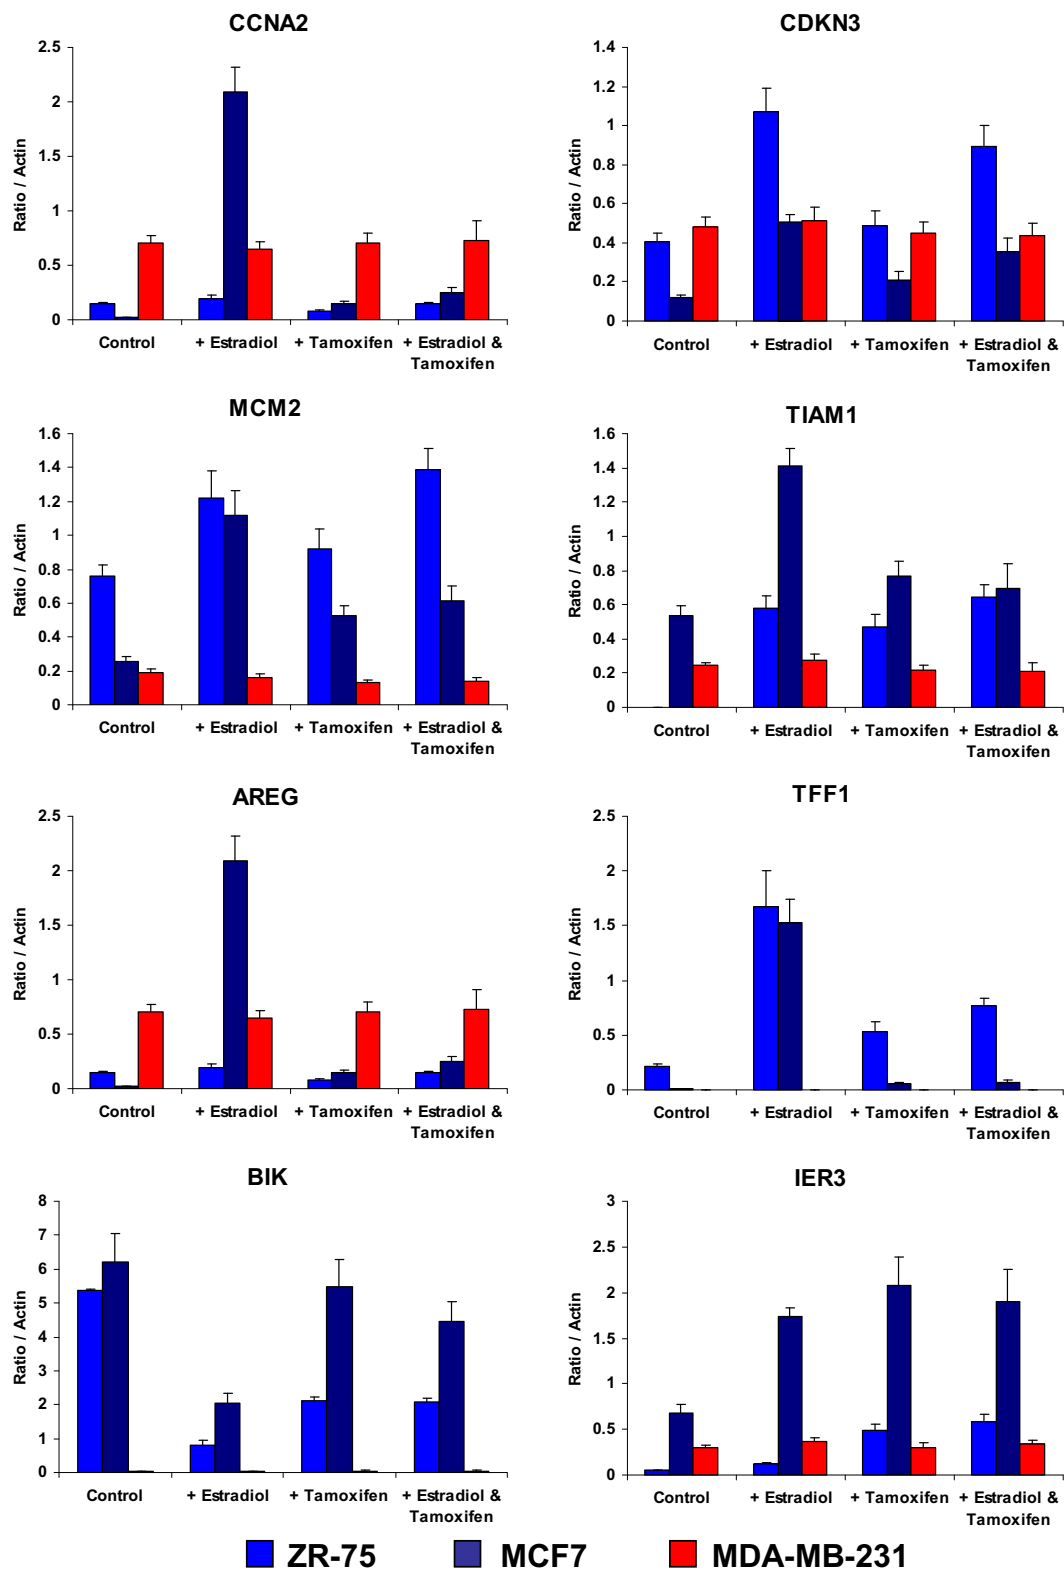 CCNA2
2.5
2
1.5
1
0.5
0
Ratio / Actin
Control
+ Estradiol
+ Tamoxifen
+ Estradiol &
Tamoxifen
CDKN3
1.4
1.2
1
0.8
0.6
0.4
0.2
0
Ratio / Actin
Control
+ Estradiol
+ Tamoxifen
+ Estradiol &
Tamoxifen
MCM2
1.6
1.4
1.2
1
0.8
0.6
0.4
0.2
0
Ratio / Actin
Control
+ Estradiol
+ Tamoxifen
+ Estradiol &
Tamoxifen
TIAM1
1.6
1.4
1.2
1
0.8
0.6
0.4
0.2
0
Ratio / Actin
Control
+ Estradiol
+ Tamoxifen
+ Estradiol &
Tamoxifen
AREG
2.5
2
1.5
1
0.5
0
Ratio / Actin
Control
+ Estradiol
+ Tamoxifen
+ Estradiol &
Tamoxifen
TFF1
2.5
2
1.5
1
0.5
0
Ratio / Actin
Control
+ Estradiol
+ Tamoxifen
+ Estradiol &
Tamoxifen
BIK
8
7
6
5
4
3
2
1
0
Ratio / Actin
Control
+ Estradiol
+ Tamoxifen
+ Estradiol &
Tamoxifen
IER3
3
2.5
2
1.5
1
0.5
0
Ratio / Actin
Control
+ Estradiol
+ Tamoxifen
+ Estradiol &
Tamoxifen
ZR-75 MCF7 MDA-MB-231